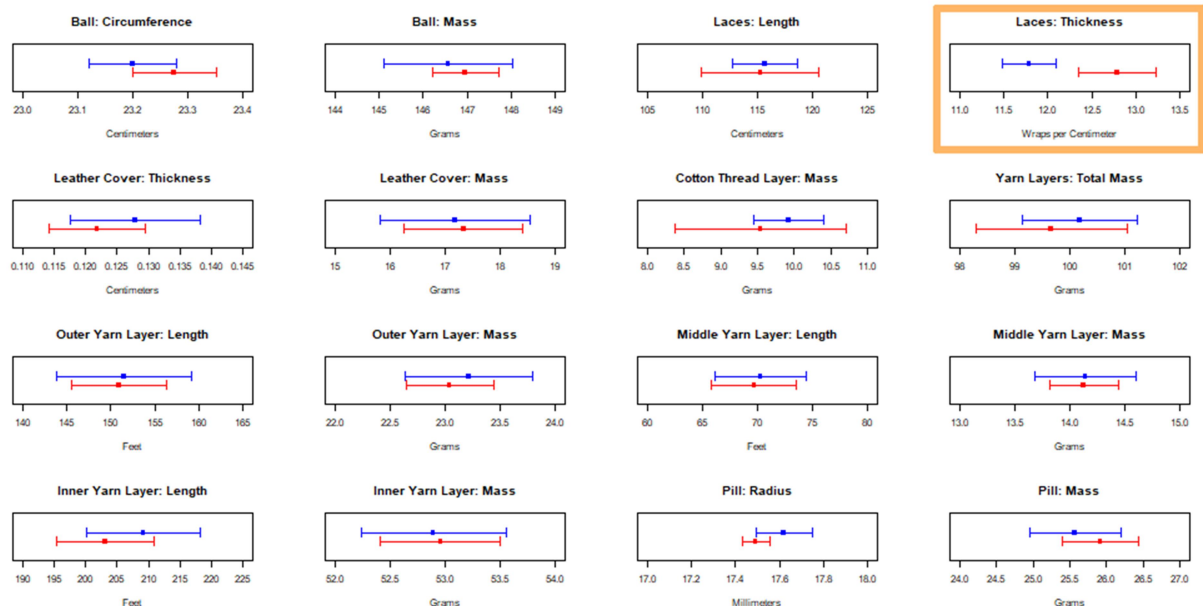 Ball: Circumference
23.0 23.1 23.2 23.3 23.4
Centimeters
Ball: Mass
144 145 146 147 148 149
Grams
Laces: Length
105 110 115 120 125
Centimeters
Laces: Thickness
11.0 11.5 12.0 12.5 13.0 13.5
Wraps per Centimeter
Leather Cover: Thickness
0.110 0.115 0.120 0.125 0.130 0.135 0.140 0.145
Centimeters
Leather Cover: Mass
15 16 17 18 19
Grams
Cotton Thread Layer: Mass
8.0 8.5 9.0 9.5 10.0 10.5 11.0
Grams
Yarn Layers: Total Mass
98 99 100 101 102
Grams
Outer Yarn Layer: Length
140 145 150 155 160 165
Feet
Outer Yarn Layer: Mass
22.0 22.5 23.0 23.5 24.0
Grams
Middle Yarn Layer: Length
60 65 70 75 80
Feet
Middle Yarn Layer: Mass
13.0 13.5 14.0 14.5 15.0
Grams
Inner Yarn Layer: Length
190 195 200 205 210 215 220 225
Feet
Inner Yarn Layer: Mass
52.0 52.5 53.0 53.5 54.0
Grams
Pill: Radius
17.0 17.2 17.4 17.6 17.8 18.0
Millimeters
Pill: Mass
24.0 24.5 25.0 25.5 26.0 26.5 27.0
Grams